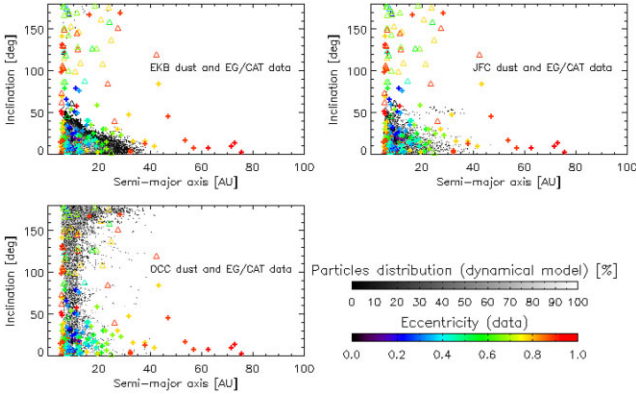 150
100
50
0
Inclination [deg]
EKB dust and EG/CAT data
0 20 40 60 80 100
Semi-major axis [AU]
150
100
50
0
Inclination [deg]
JFC dust and EG/CAT data
0 20 40 60 80 100
Semi-major axis [AU]
150
100
50
0
Inclination [deg]
OCC dust and EG/CAT data
0 20 40 60 80 100
Semi-major axis [AU]
Particles distribution (dynamical model) [%]
0 10 20 30 40 50 60 70 80 90 100
Eccentricity (data)
0.0 0.2 0.4 0.6 0.8 1.0